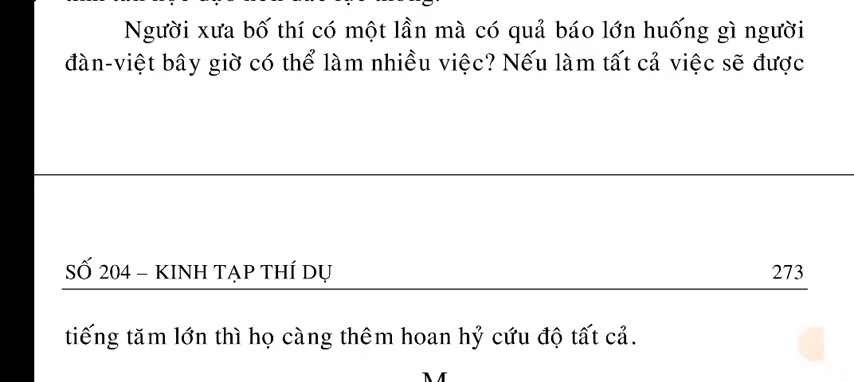 Người xưa bố thí có một lần mà có quả báo lớn huống gì người
đàn-việt bây giờ có thể làm nhiều việc? Nếu làm tất cả việc sẽ được
SỐ 204 – KINH TẠP THÍ DỤ 273
tiếng tăm lớn thì họ càng thêm hoan hỷ cứu độ tất cả.